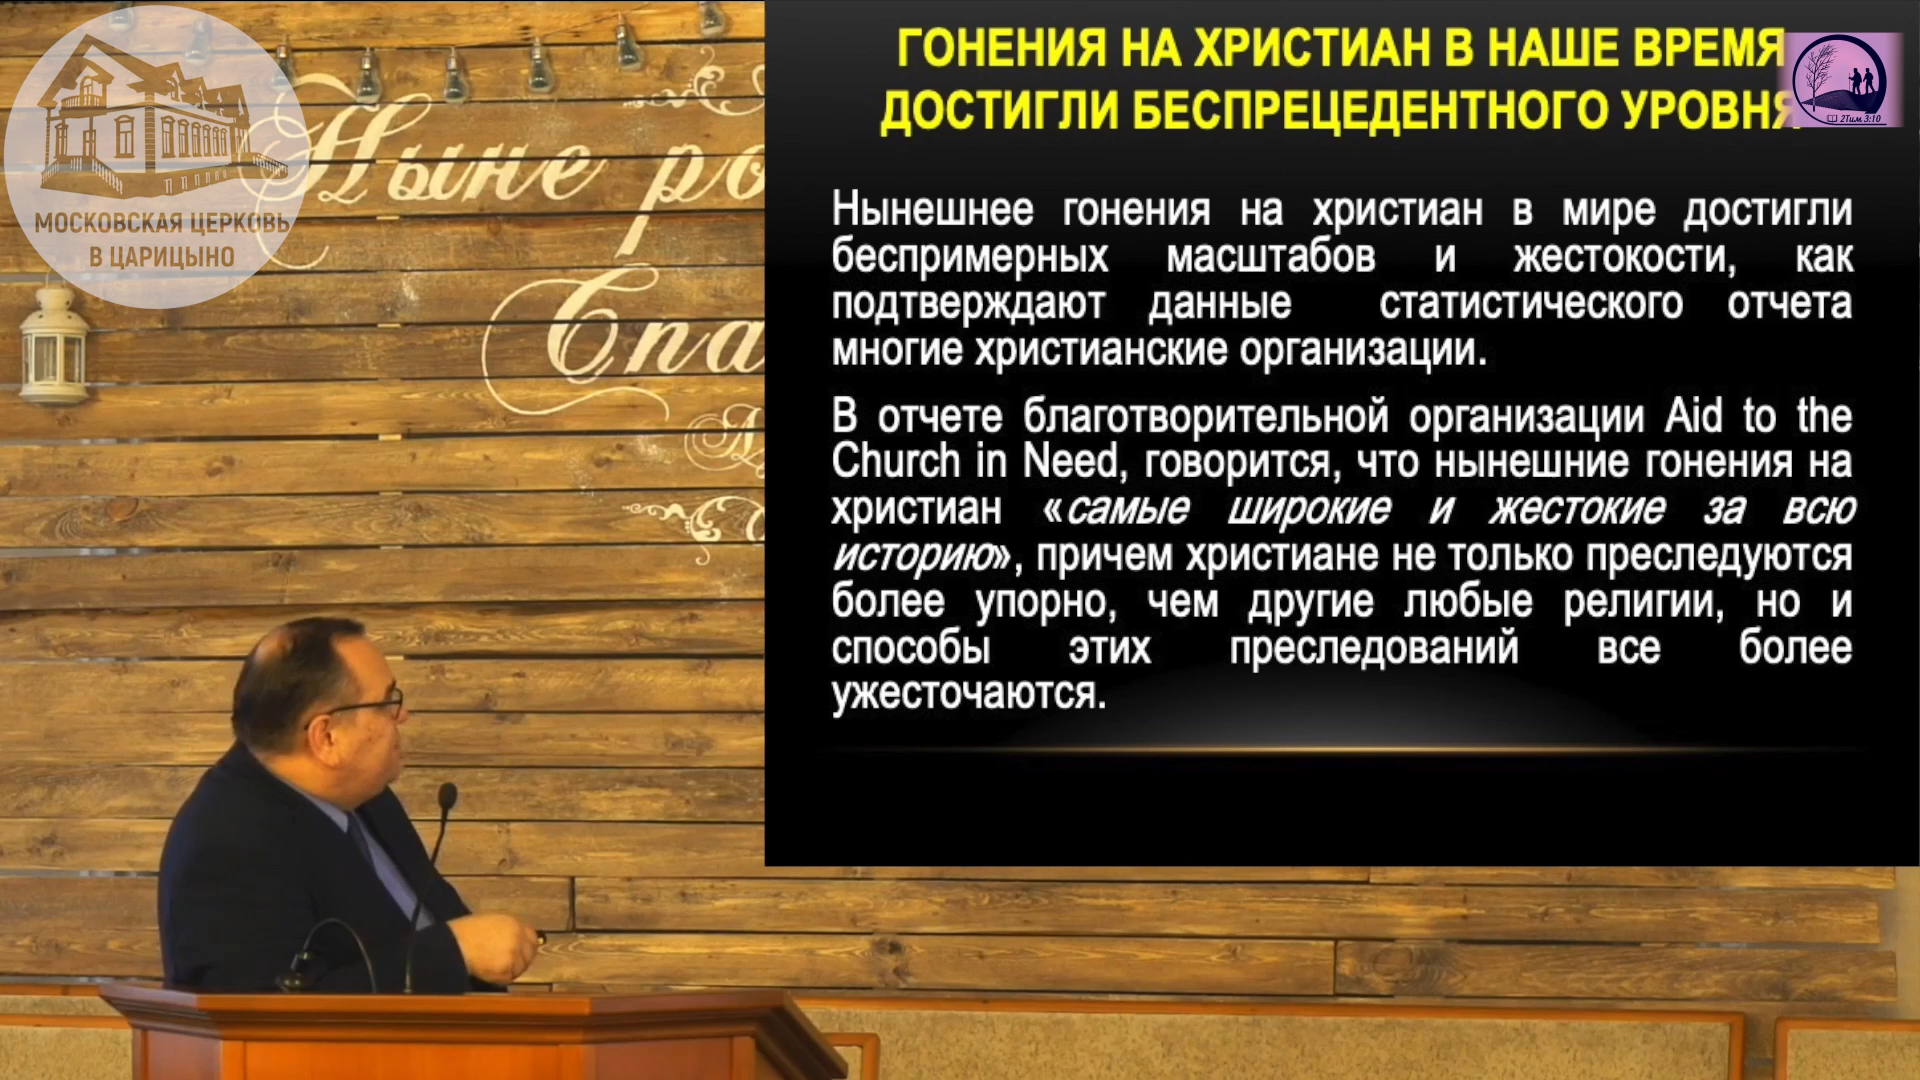 МОСКОВСКАЯ ЦЕРКОВЬ
В ЦАРИЦЫНО
Ныне
ГОНЕНИЯ НА ХРИСТИАН В НАШЕ ВРЕМЯ
ДОСТИГЛИ БЕСПРЕЦЕДЕНТНОГО УРОВНЯ
2Тим 3:10
Нынешнее гонения на христиан в мире достигли
беспримерных масштабов и жестокости, как
подтверждают данные статистического отчета
многие христианские организации.
В отчете благотворительной организации Aid to the
Church in Need, говорится, что нынешние гонения на
христиан «самые широкие и жестокие за всю
историю», причем христиане не только преследуются
более упорно, чем другие любые религии, но и
способы этих преследований все более
ужесточаются.